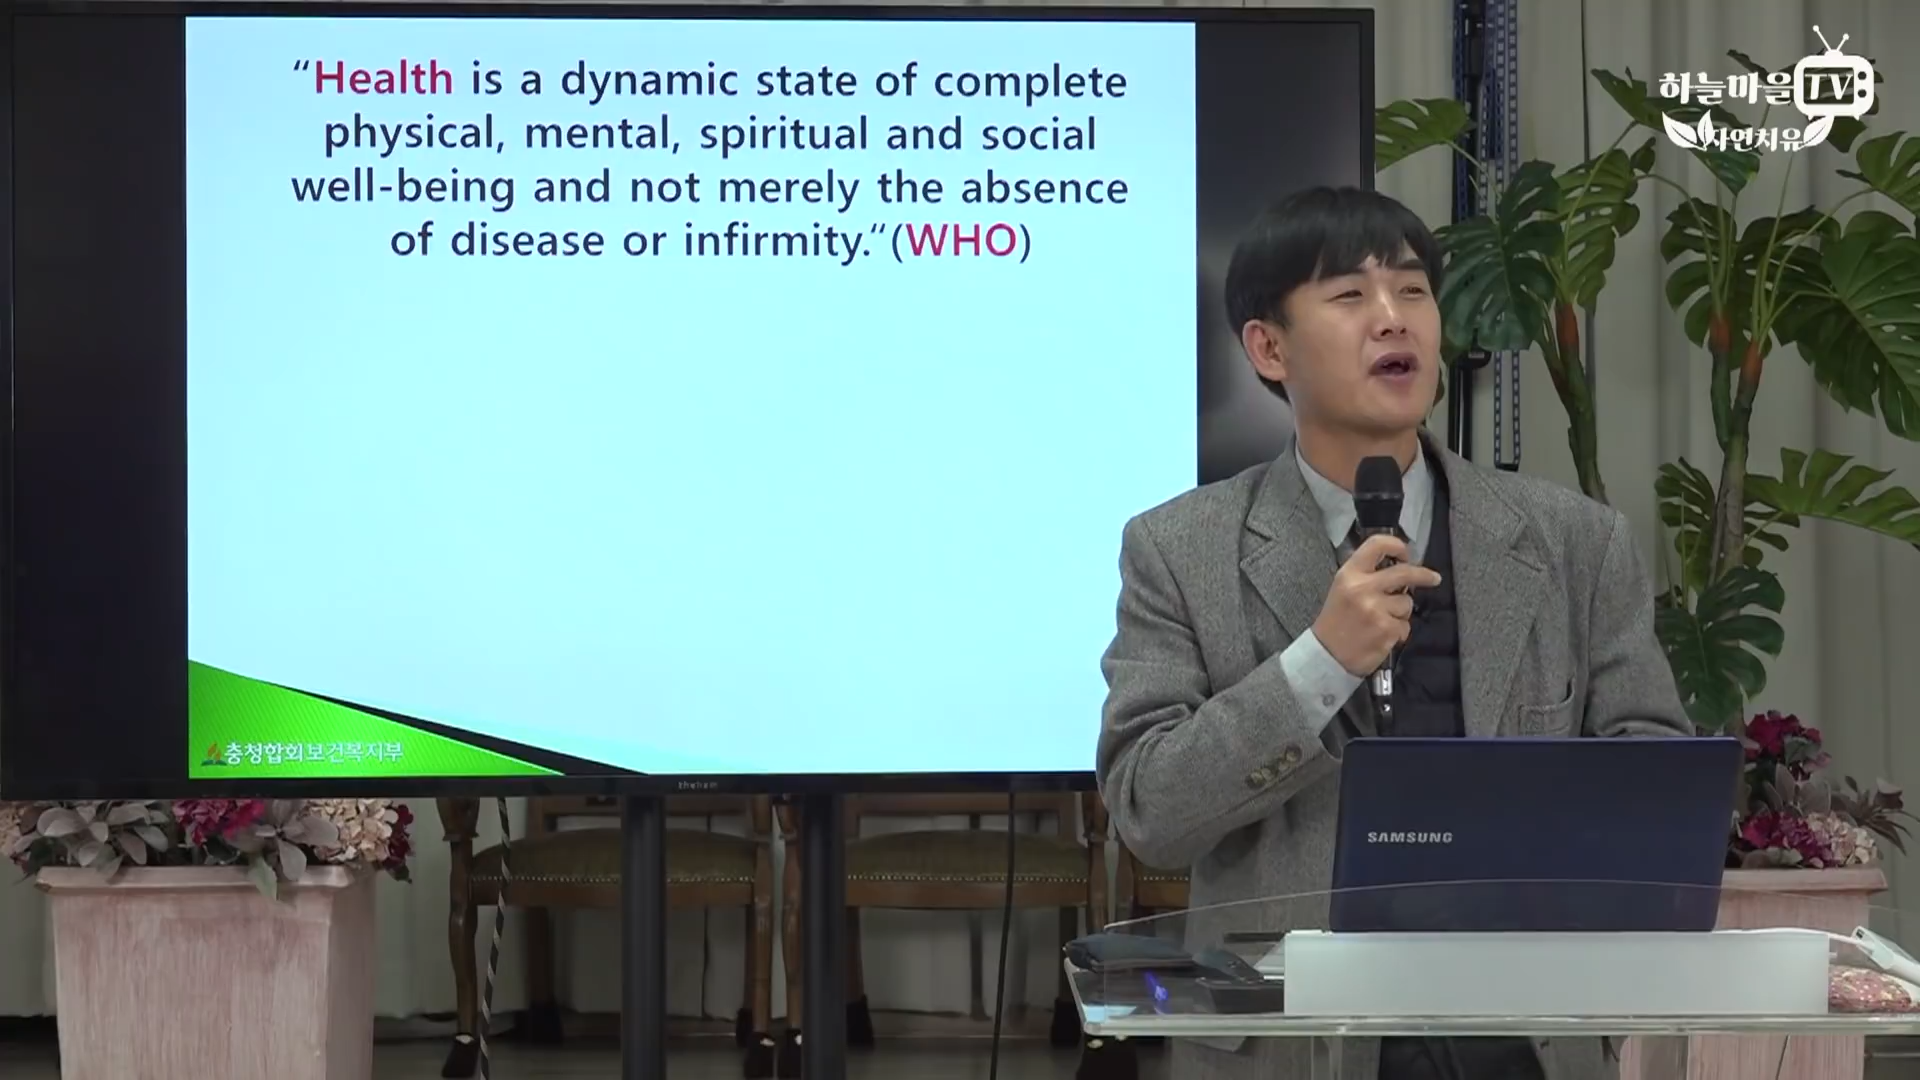 “Health is a dynamic state of complete
physical, mental, spiritual and social
well-being and not merely the absence
of disease or infirmity.“(WHO)
충청합회보건복지부
하늘마을TV
자연치유
SAMSUNG